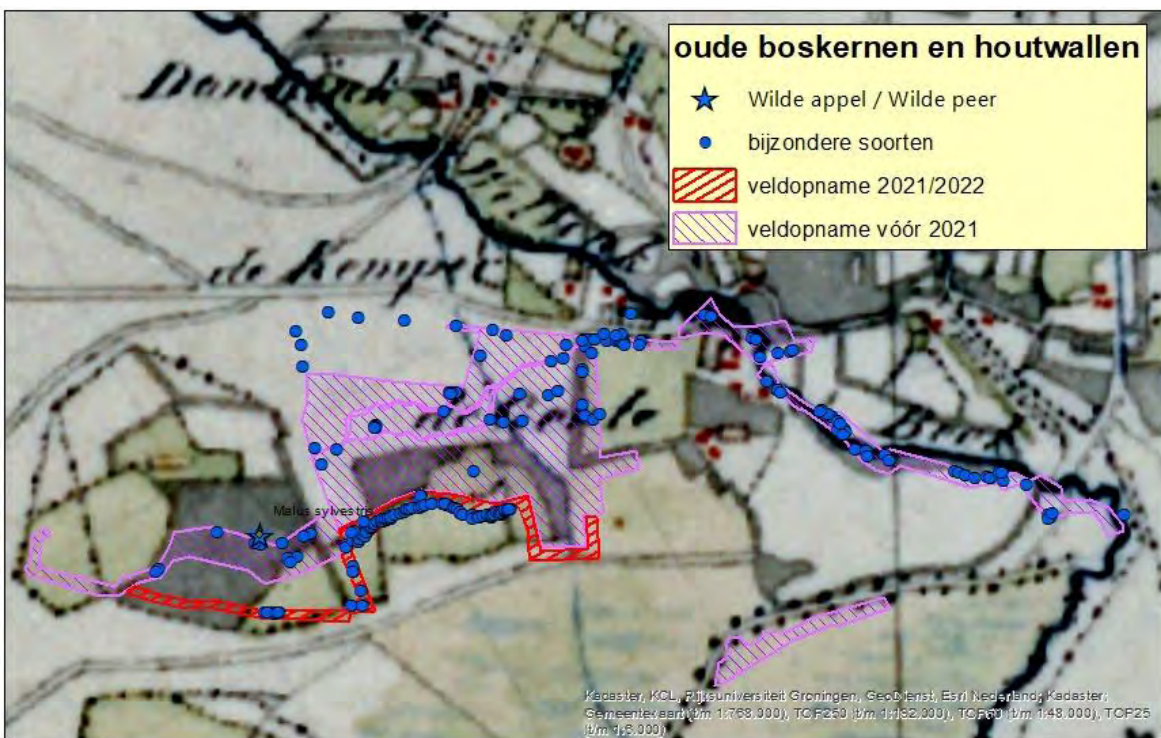 oude boskernen en houtwallen
Wilde appel / Wilde peer
bijzondere soorten
veldopname 2021/2022
veldopname vóór 2021
de Kemper
Beek
Malus sylvestris
Kadaster, KCL, Rijksuniversiteit Groningen, GeoDienst, Esri Nederland; Kadaster;
Gemeentekaart (t/m 1:768.000), TOP250 (t/m 1:192.000), TOP50 (t/m 1:48.000), TOP25
(t/m 1:6.000)